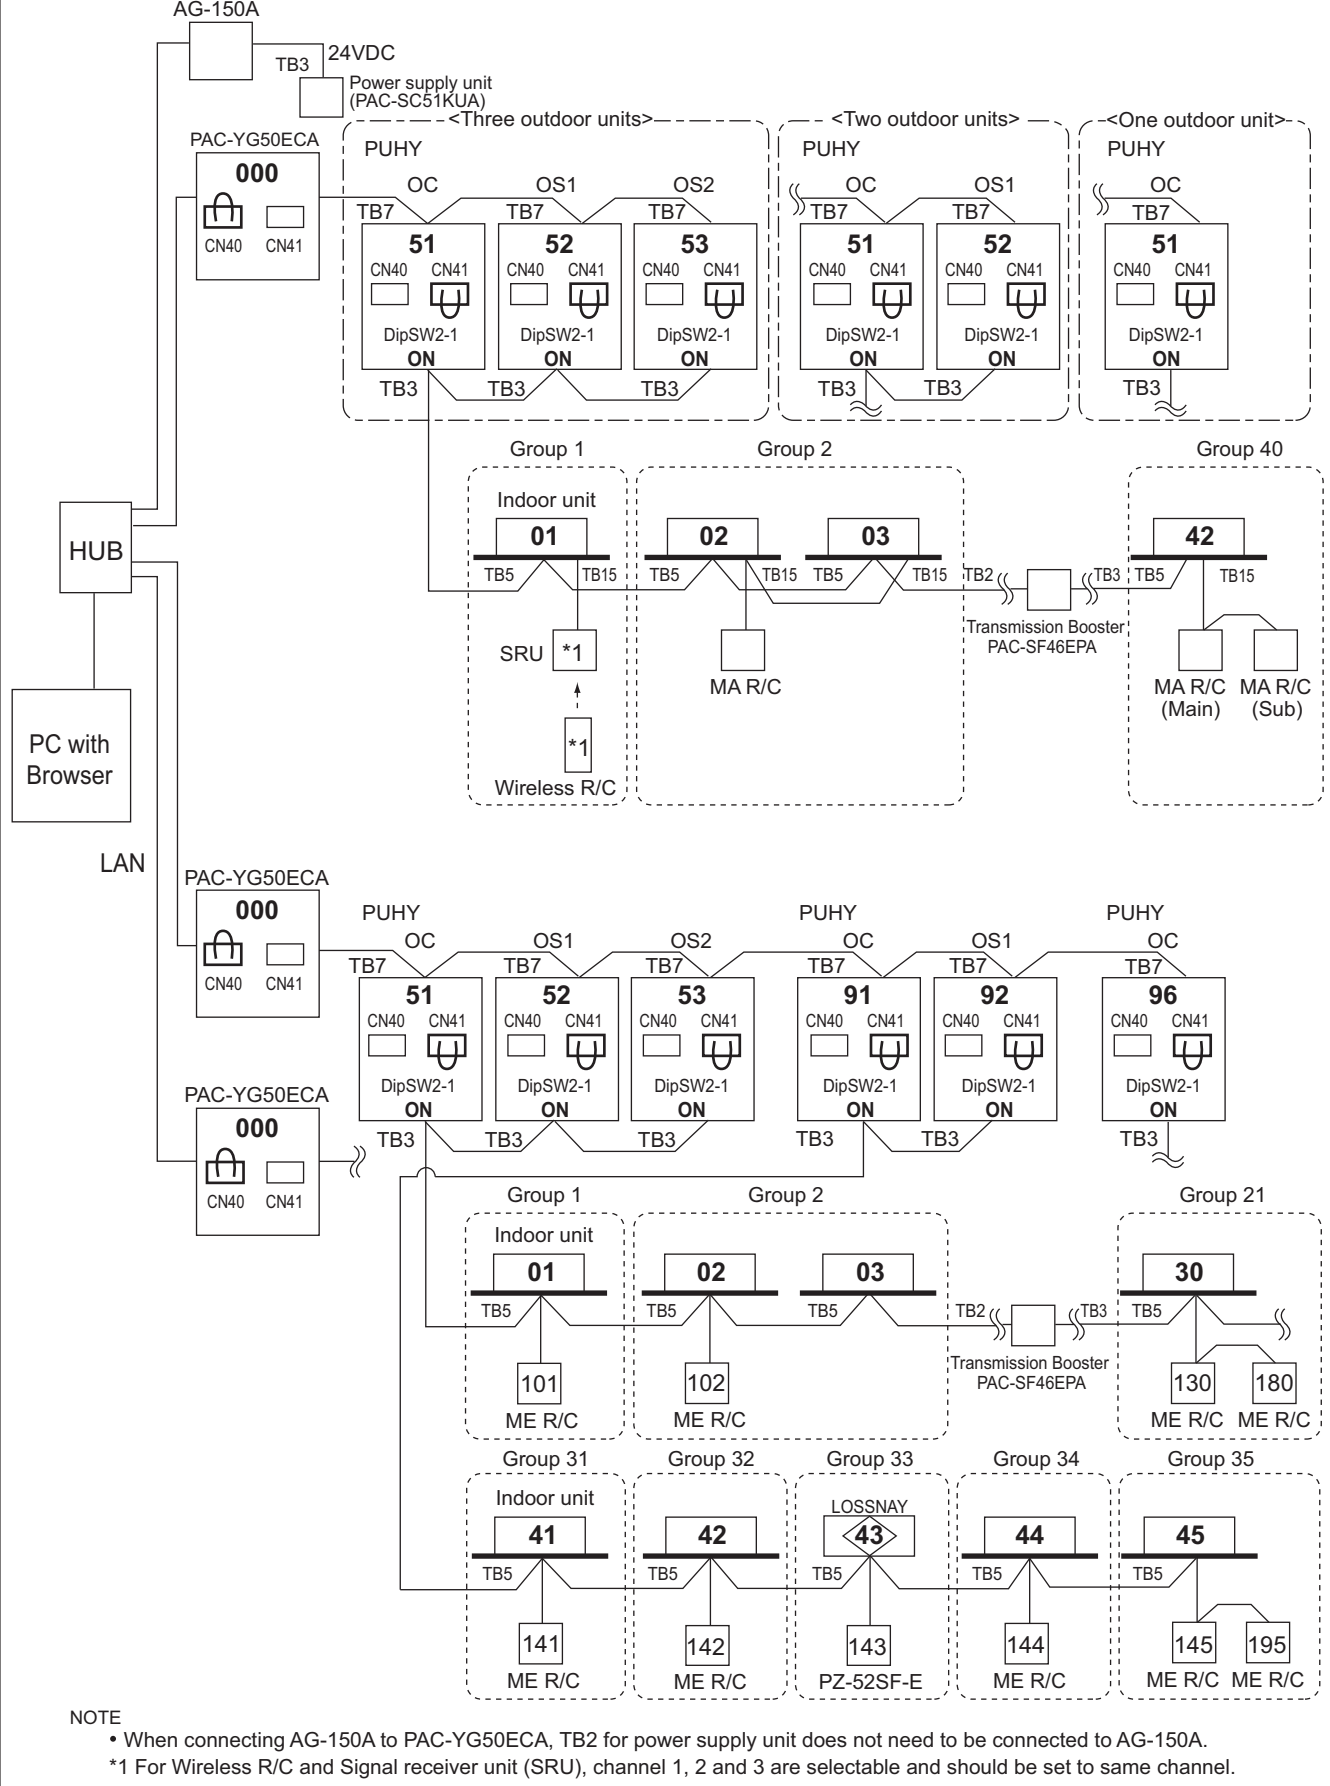 AG-150A
TB3
24VDC
Power supply unit
(PAC-SC51KUA)
PAC-YG50ECA
000
CN40 CN41
<Three outdoor units>
PUHY
OC OS1 OS2
TB7 TB7 TB7
51 52 53
CN40 CN41 CN40 CN41 CN40 CN41
DipSW2-1 DipSW2-1 DipSW2-1
ON ON ON
TB3 TB3 TB3
<Two outdoor units>
PUHY
OC OS1
TB7 TB7
51 52
CN40 CN41 CN40 CN41
DipSW2-1 DipSW2-1
ON ON
TB3 TB3
<One outdoor unit>
PUHY
OC
TB7
51
CN40 CN41
DipSW2-1
ON
TB3
HUB
PC with
Browser
LAN
Group 1
Indoor unit
01
TB5 TB15
SRU *1
*1
Wireless R/C
Group 2
02 03
TB5 TB15 TB5 TB15
MA R/C
TB2 TB3
Transmission Booster
PAC-SF46EPA
Group 40
42
TB5 TB15
MA R/C MA R/C
(Main) (Sub)
PAC-YG50ECA
000
CN40 CN41
PUHY PUHY PUHY
OC OS1 OS2 OC OS1 OC
TB7 TB7 TB7 TB7 TB7 TB7
51 52 53 91 92 96
CN40 CN41 CN40 CN41 CN40 CN41 CN40 CN41 CN40 CN41 CN40 CN41
DipSW2-1 DipSW2-1 DipSW2-1 DipSW2-1 DipSW2-1 DipSW2-1
ON ON ON ON ON ON
TB3 TB3 TB3 TB3 TB3 TB3
PAC-YG50ECA
000
CN40 CN41
Group 1
Indoor unit
01
TB5
101
ME R/C
Group 2
02 03
TB5 TB5
102
ME R/C
TB2 TB3
Transmission Booster
PAC-SF46EPA
Group 21
30
TB5
130 180
ME R/C ME R/C
Group 31 Group 32 Group 33 Group 34 Group 35
Indoor unit
LOSSNAY
41 42 43 44 45
TB5 TB5 TB5 TB5 TB5
141 142 143 144 145 195
ME R/C ME R/C PZ-52SF-E ME R/C ME R/C ME R/C
NOTE
• When connecting AG-150A to PAC-YG50ECA, TB2 for power supply unit does not need to be connected to AG-150A.
*1 For Wireless R/C and Signal receiver unit (SRU), channel 1, 2 and 3 are selectable and should be set to same channel.